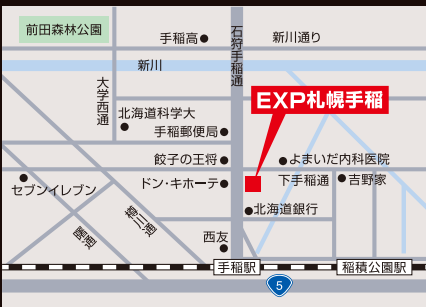 前田森林公園
手稲高
石狩手稲通
新川通り
新川
大学西通
EXP札幌手稲
北海道科学大
手稲郵便局
餃子の王将
よまいだ内科医院
セブンイレブン
ドン・キホーテ
下手稲通
吉野家
樽川通
北海道銀行
西友
手稲駅
稲積公園駅
5